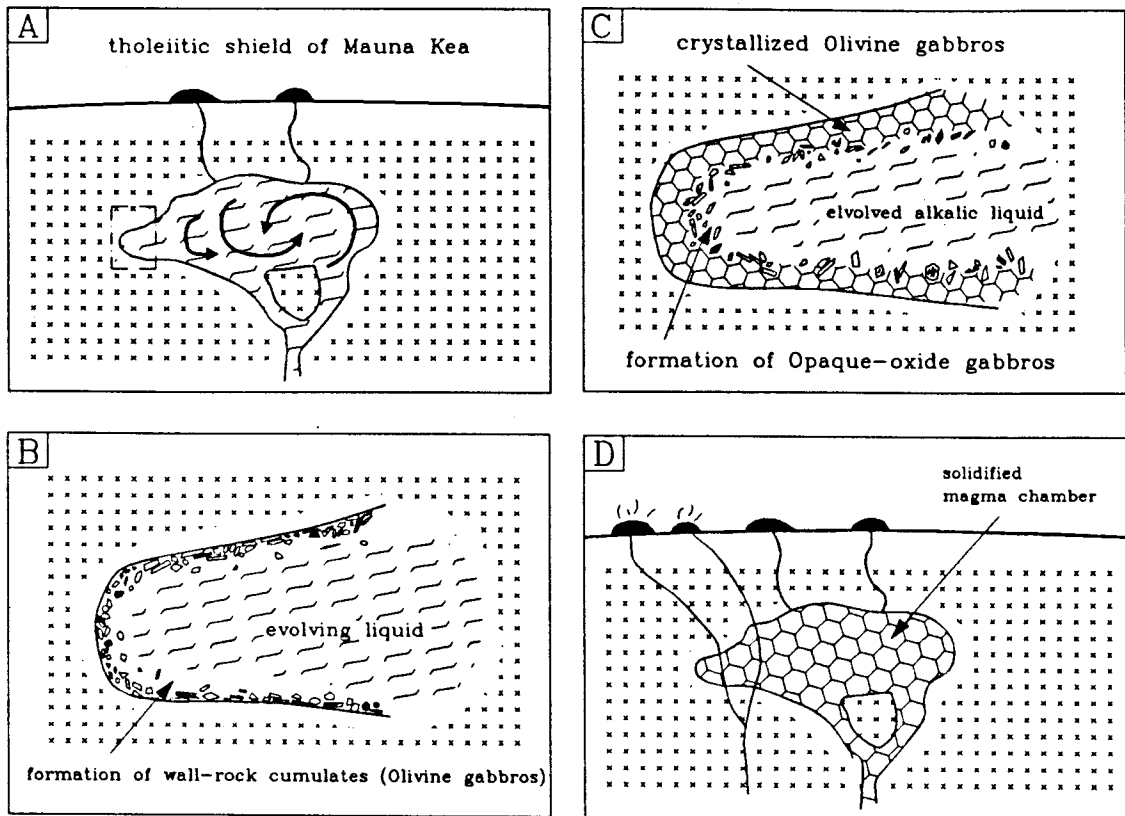 A
tholeiitic shield of Mauna Kea
B
evolving liquid
formation of wall-rock cumulates (Olivine gabbros)
C
crystallized Olivine gabbros
elvolved alkalic liquid
formation of Opaque-oxide gabbros
D
solidified
magma chamber